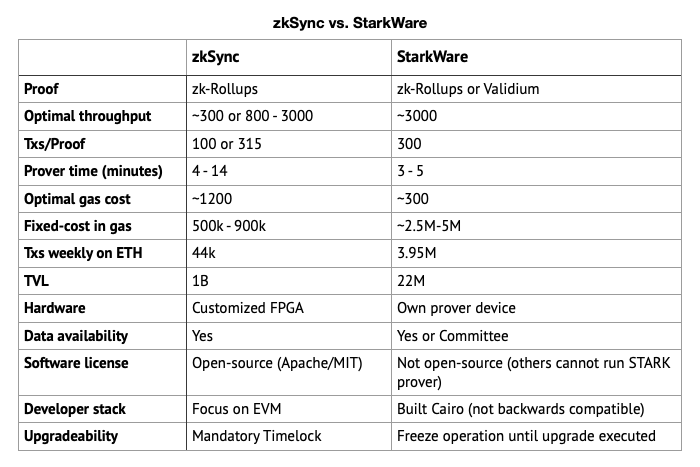 zkSync vs. StarkWare
zkSync StarkWare
Proof zk-Rollups zk-Rollups or Validium
Optimal throughput ~300 or 800 - 3000 ~3000
Txs/Proof 100 or 315 300
Prover time (minutes) 4 - 14 3 - 5
Optimal gas cost ~1200 ~300
Fixed-cost in gas 500k - 900k ~2.5M-5M
Txs weekly on ETH 44k 3.95M
TVL 1B 22M
Hardware Customized FPGA Own prover device
Data availability Yes Yes or Committee
Software license Open-source (Apache/MIT) Not open-source (others cannot run STARK
prover)
Developer stack Focus on EVM Built Cairo (not backwards compatible)
Upgradeability Mandatory Timelock Freeze operation until upgrade executed